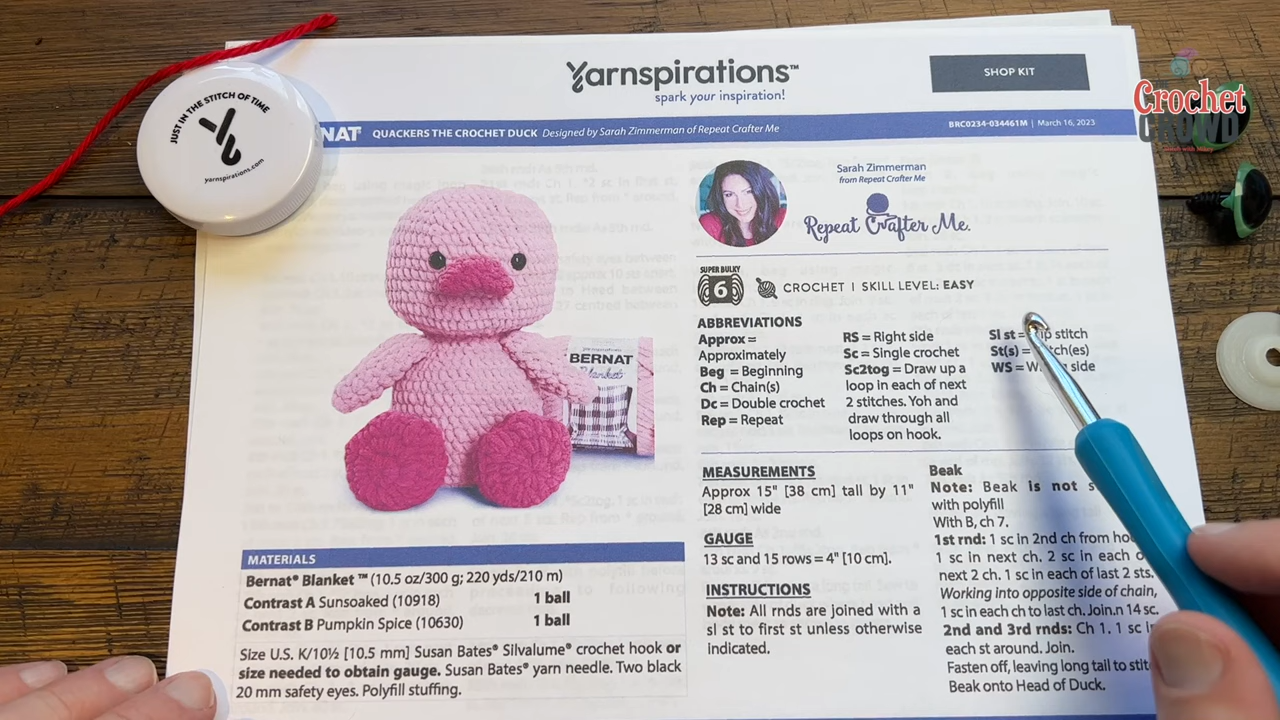 Yarnspirations™
spark your inspiration!
SHOP KIT
Crochet
CROWD
JUST IN THE STITCH OF TIME
yarnspirations.com
NAT QUACKERS THE CROCHET DUCK Designed by Sarah Zimmerman of Repeat Crafter Me
BRC0234-034461M | March 16, 2023
Sarah Zimmerman
from Repeat Crafter Me
Repeat Crafter Me.
SUPER BULKY
6
CROCHET | SKILL LEVEL: EASY
BERNAT
Blanket
ABBREVIATIONS
Approx =
Approximately
Beg = Beginning
Ch = Chain(s)
Dc = Double crochet
Rep = Repeat
RS = Right side
Sc = Single crochet
Sc2tog = Draw up a
loop in each of next
2 stitches. Yoh and
draw through all
loops on hook.
Sl st = ip stitch
St(s) = tch(es)
WS = W side
MEASUREMENTS
Approx 15" [38 cm] tall by 11"
[28 cm] wide
GAUGE
13 sc and 15 rows = 4" [10 cm].
INSTRUCTIONS
Note: All rnds are joined with a
sl st to first st unless otherwise
indicated.
Beak
Note: Beak is not s
with polyfill
With B, ch 7.
1st rnd: 1 sc in 2nd ch from ho
1 sc in next ch. 2 sc in each o
next 2 ch. 1 sc in each of last 2 sts.
Working into opposite side of chain,
1 sc in each ch to last ch. Join.n 14 sc.
2nd and 3rd rnds: Ch 1. 1 sc i
each st around. Join.
Fasten off, leaving long tail to stit
Beak onto Head of Duck.
MATERIALS
Bernat® Blanket ™ (10.5 oz/300 g; 220 yds/210 m)
Contrast A Sunsoaked (10918) 1 ball
Contrast B Pumpkin Spice (10630) 1 ball
Size U.S. K/10½ [10.5 mm] Susan Bates® Silvalume® crochet hook or
size needed to obtain gauge. Susan Bates® yarn needle. Two black
20 mm safety eyes. Polyfill stuffing.